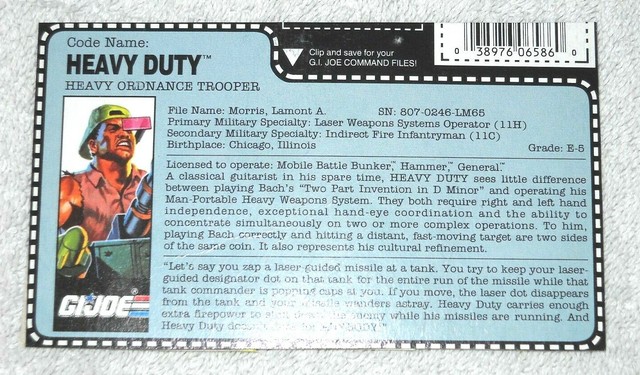 Code Name:
HEAVY DUTY™
HEAVY ORDNANCE TROOPER
Clip and save for your
G.I. JOE COMMAND FILES!
0 38976 06586 0
File Name: Morris, Lamont A. SN: 807-0246-LM65
Primary Military Specialty: Laser Weapons Systems Operator (11H)
Secondary Military Specialty: Indirect Fire Infantryman (11C)
Birthplace: Chicago, Illinois Grade: E-5
Licensed to operate: Mobile Battle Bunker,™ Hammer,™ General.™
A classical guitarist in his spare time, HEAVY DUTY sees little difference
between playing Bach's "Two Part Invention in D Minor" and operating his
Man-Portable Heavy Weapons System. They both require right and left hand
independence, exceptional hand-eye coordination and the ability to
concentrate simultaneously on two or more complex operations. To him,
playing Bach correctly and hitting a distant, fast-moving target are two sides
of the same coin. It also represents his cultural refinement.
"Let's say you zap a laser-guided missile at a tank. You try to keep your laser-
guided designator dot on that tank for the entire run of the missile while that
tank commander is popping caps at you. If you move, the laser dot disappears
from the tank and your missile wanders astray. Heavy Duty carries enough
extra firepower to down the enemy while his missiles are running. And
Heavy Duty for
G.I.JOE